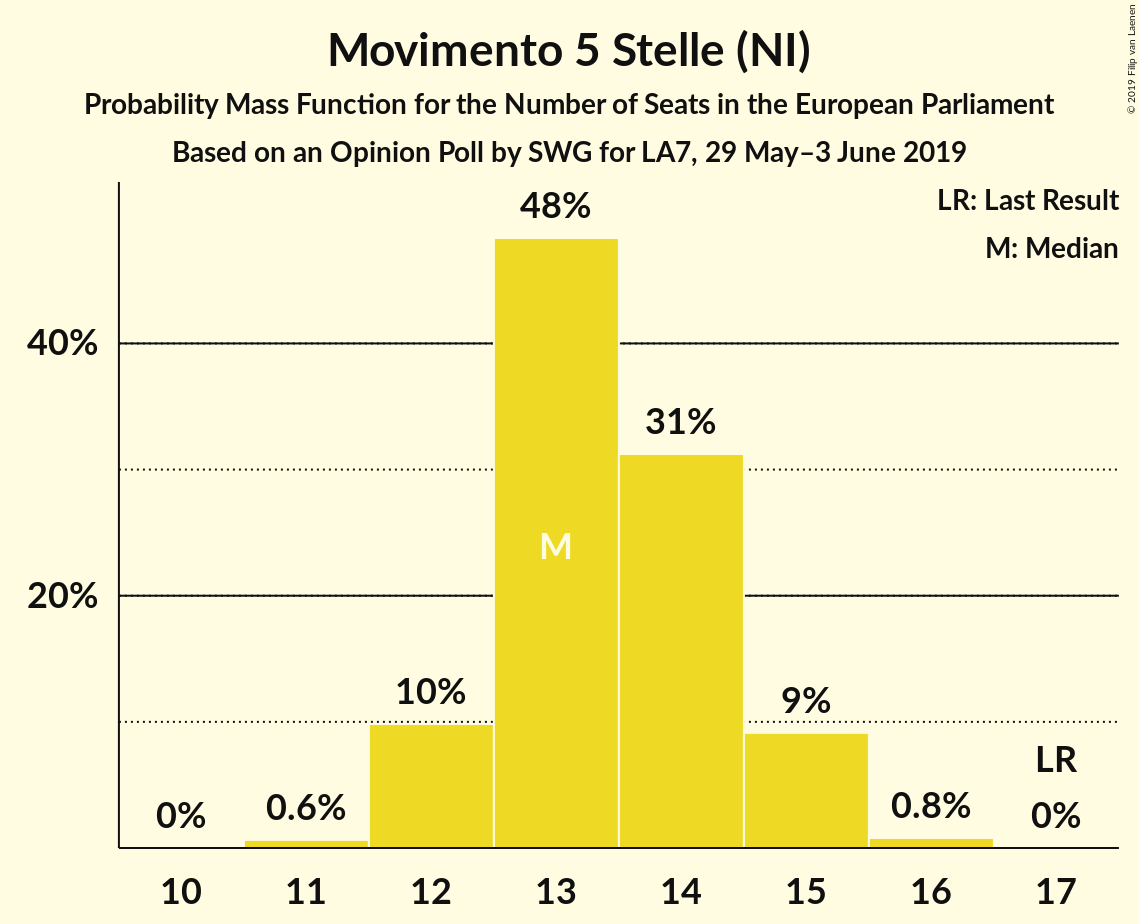 Movimento 5 Stelle (NI)
Probability Mass Function for the Number of Seats in the European Parliament
Based on an Opinion Poll by SWG for LA7, 29 May–3 June 2019
© 2019 Filip van Laenen
LR: Last Result
M: Median
48%
40%
31%
M
20%
10%
9%
LR
0%
0.6%
0.8%
0%
10 11 12 13 14 15 16 17